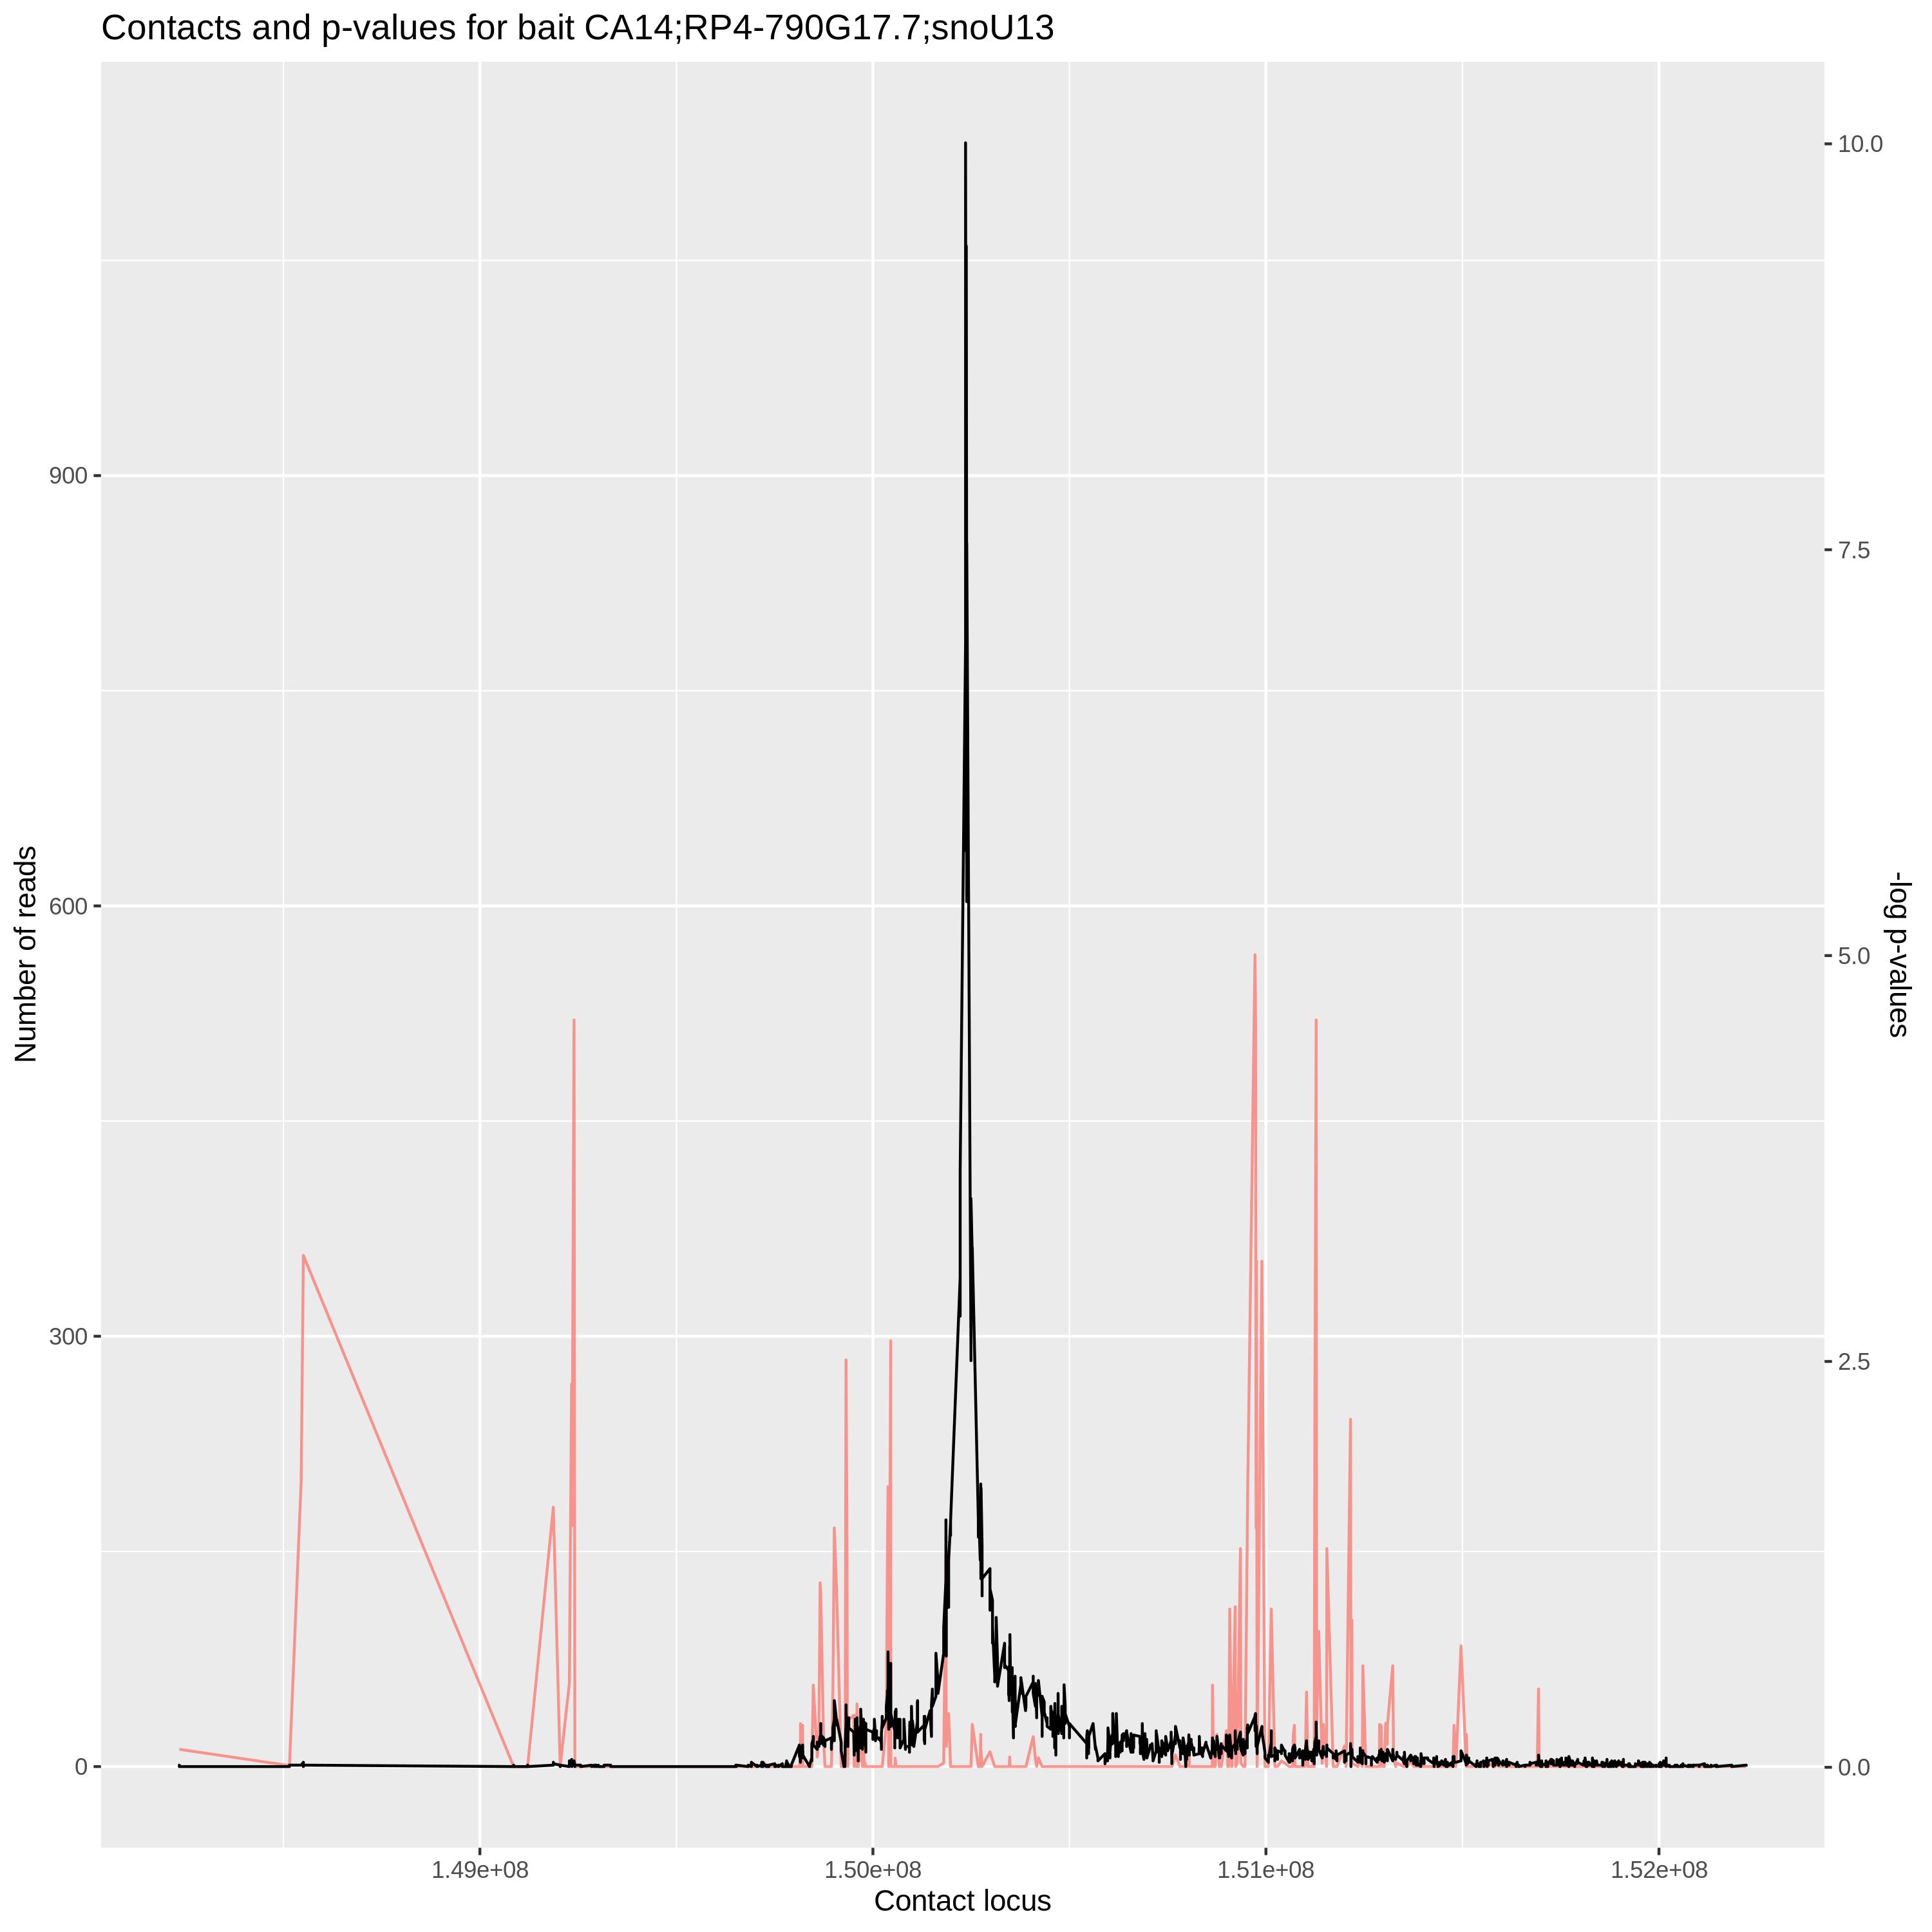 Contacts and p-values for bait CA14;RP4-790G17.7;snoU13
10.0
900
7.5
Number of reads
-log p-values
600
5.0
300
2.5
0
0.0
1.49e+08 1.50e+08 1.51e+08 1.52e+08
Contact locus